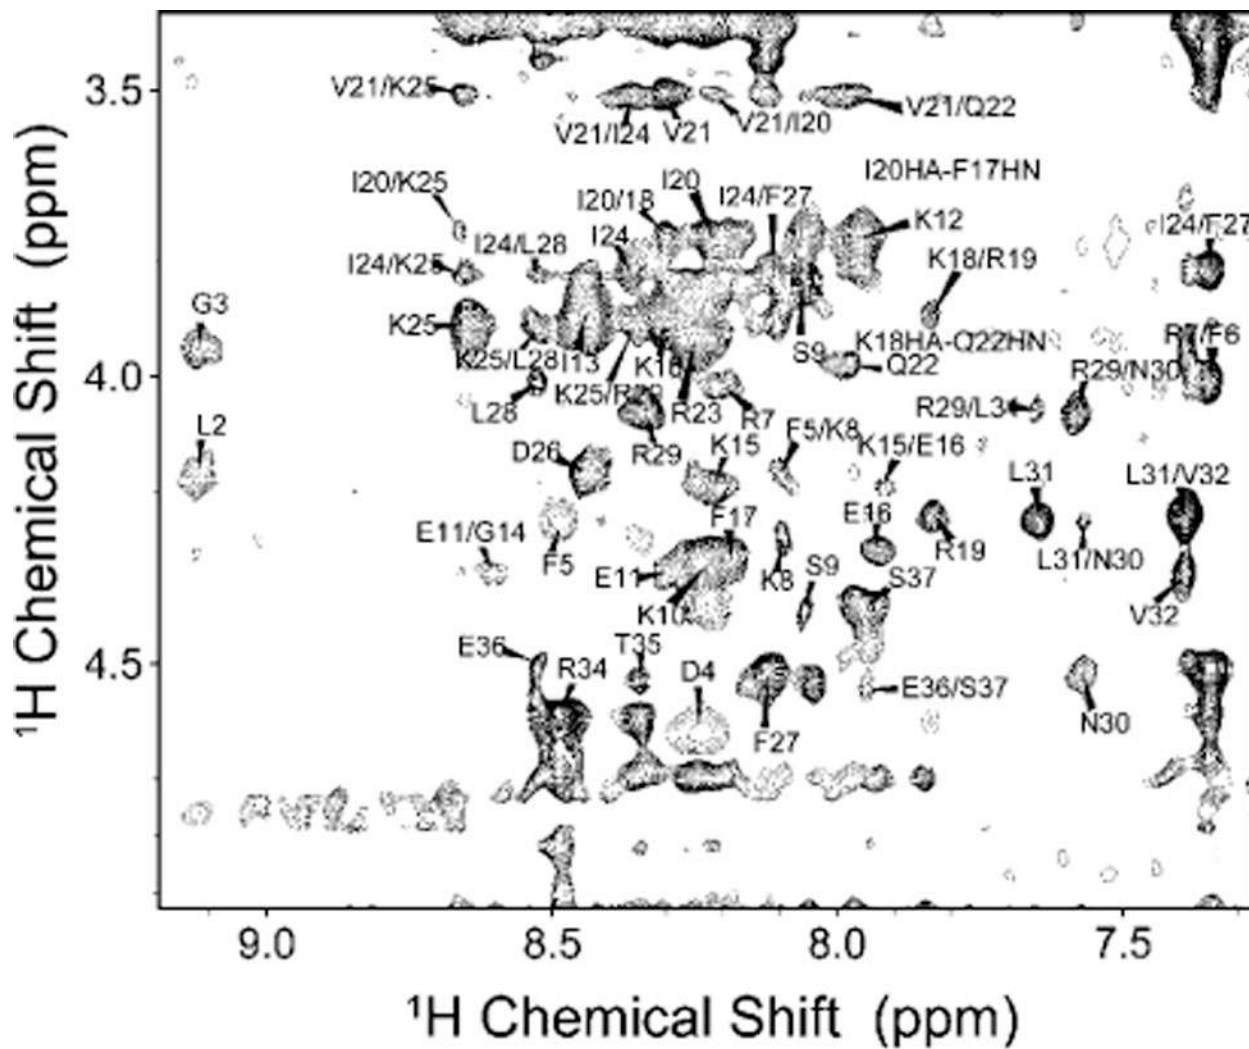 3.5
4.0
4.5
¹H Chemical Shift (ppm)
V21/K25
V21/I24
V21
V21/I20
V21/Q22
I20/K25
I20/18
I20
I24/F27
I20HA-F17HN
K12
I24/L28
I24
I24/K25
K18/R19
I24/F27
G3
K25
K25/L28
I13
K16
S9
K18HA-Q22HN
Q22
R7/F6
L28
R23
R7
R29/L3
R29/N30
L2
D26
R29
K15
F5/K8
K15/E16
L31
L31/V32
E11/G14
F5
F17
E16
R19
L31/N30
E11
K10
K8
S9
S37
V32
E36
R34
T35
D4
F27
E36/S37
N30
9.0
8.5
8.0
7.5
¹H Chemical Shift (ppm)